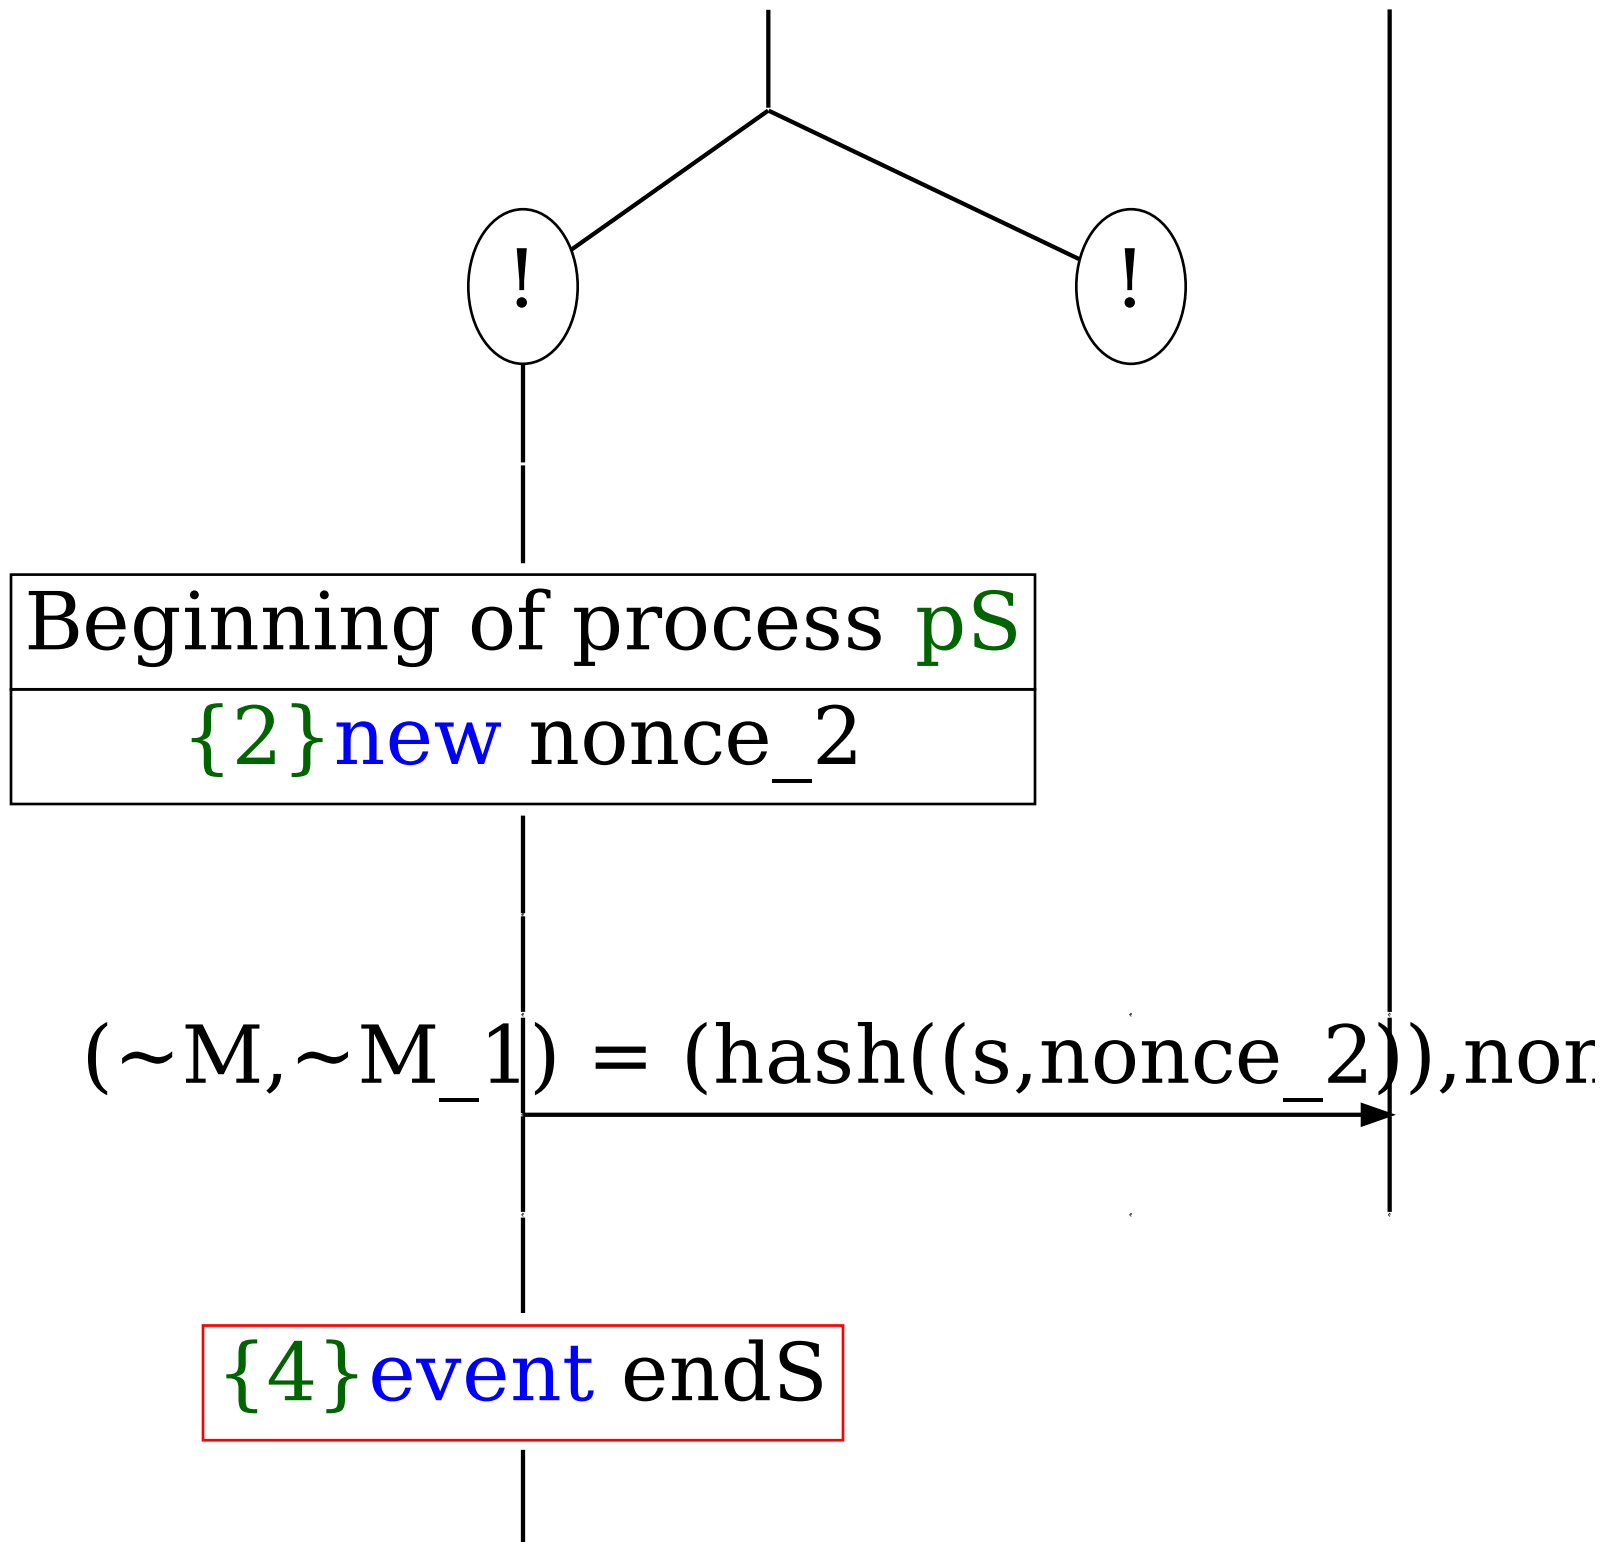 ! !
Beginning of process pS
{2}new nonce_2
(~M,~M_1) = (hash((s,nonce_2)),non
{4}event endS